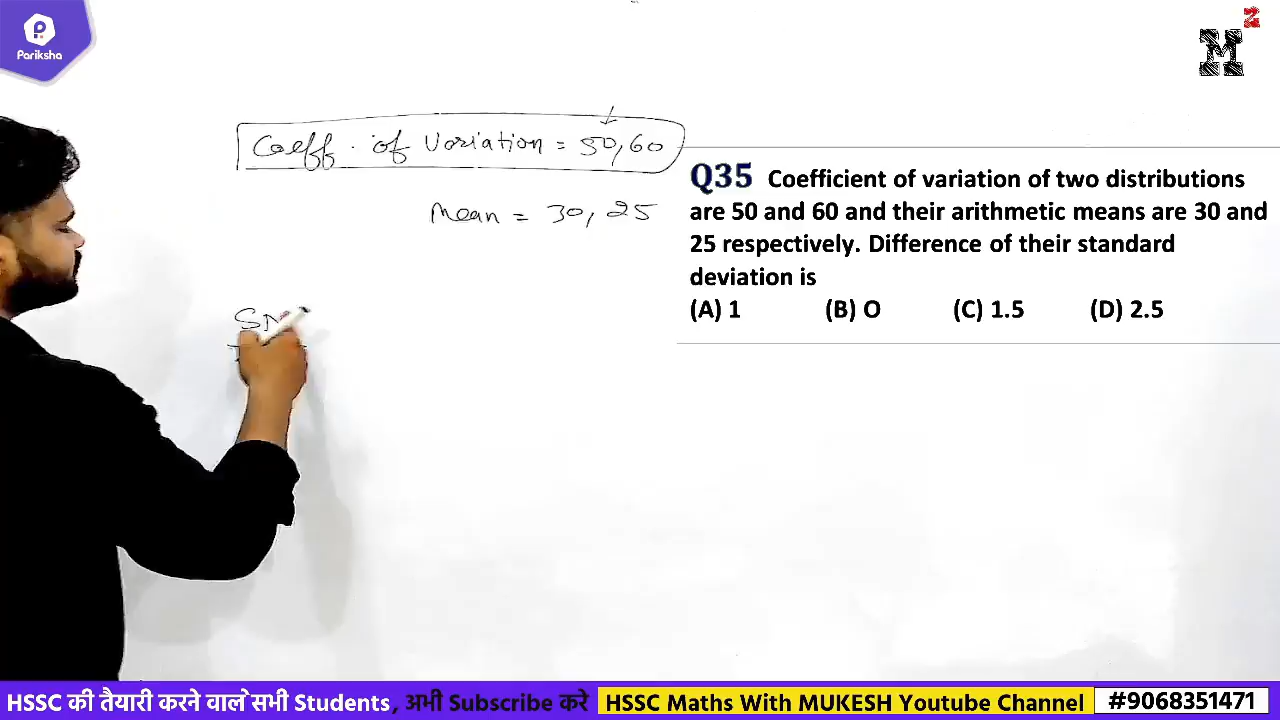 Pariksha
M²
Coeff. of Variation = 50, 60
Mean = 30, 25
Q35 Coefficient of variation of two distributions
are 50 and 60 and their arithmetic means are 30 and
25 respectively. Difference of their standard
deviation is
(A) 1 (B) O (C) 1.5 (D) 2.5
HSSC की तैयारी करने वाले सभी Students, अभी Subscribe करे HSSC Maths With MUKESH Youtube Channel #9068351471